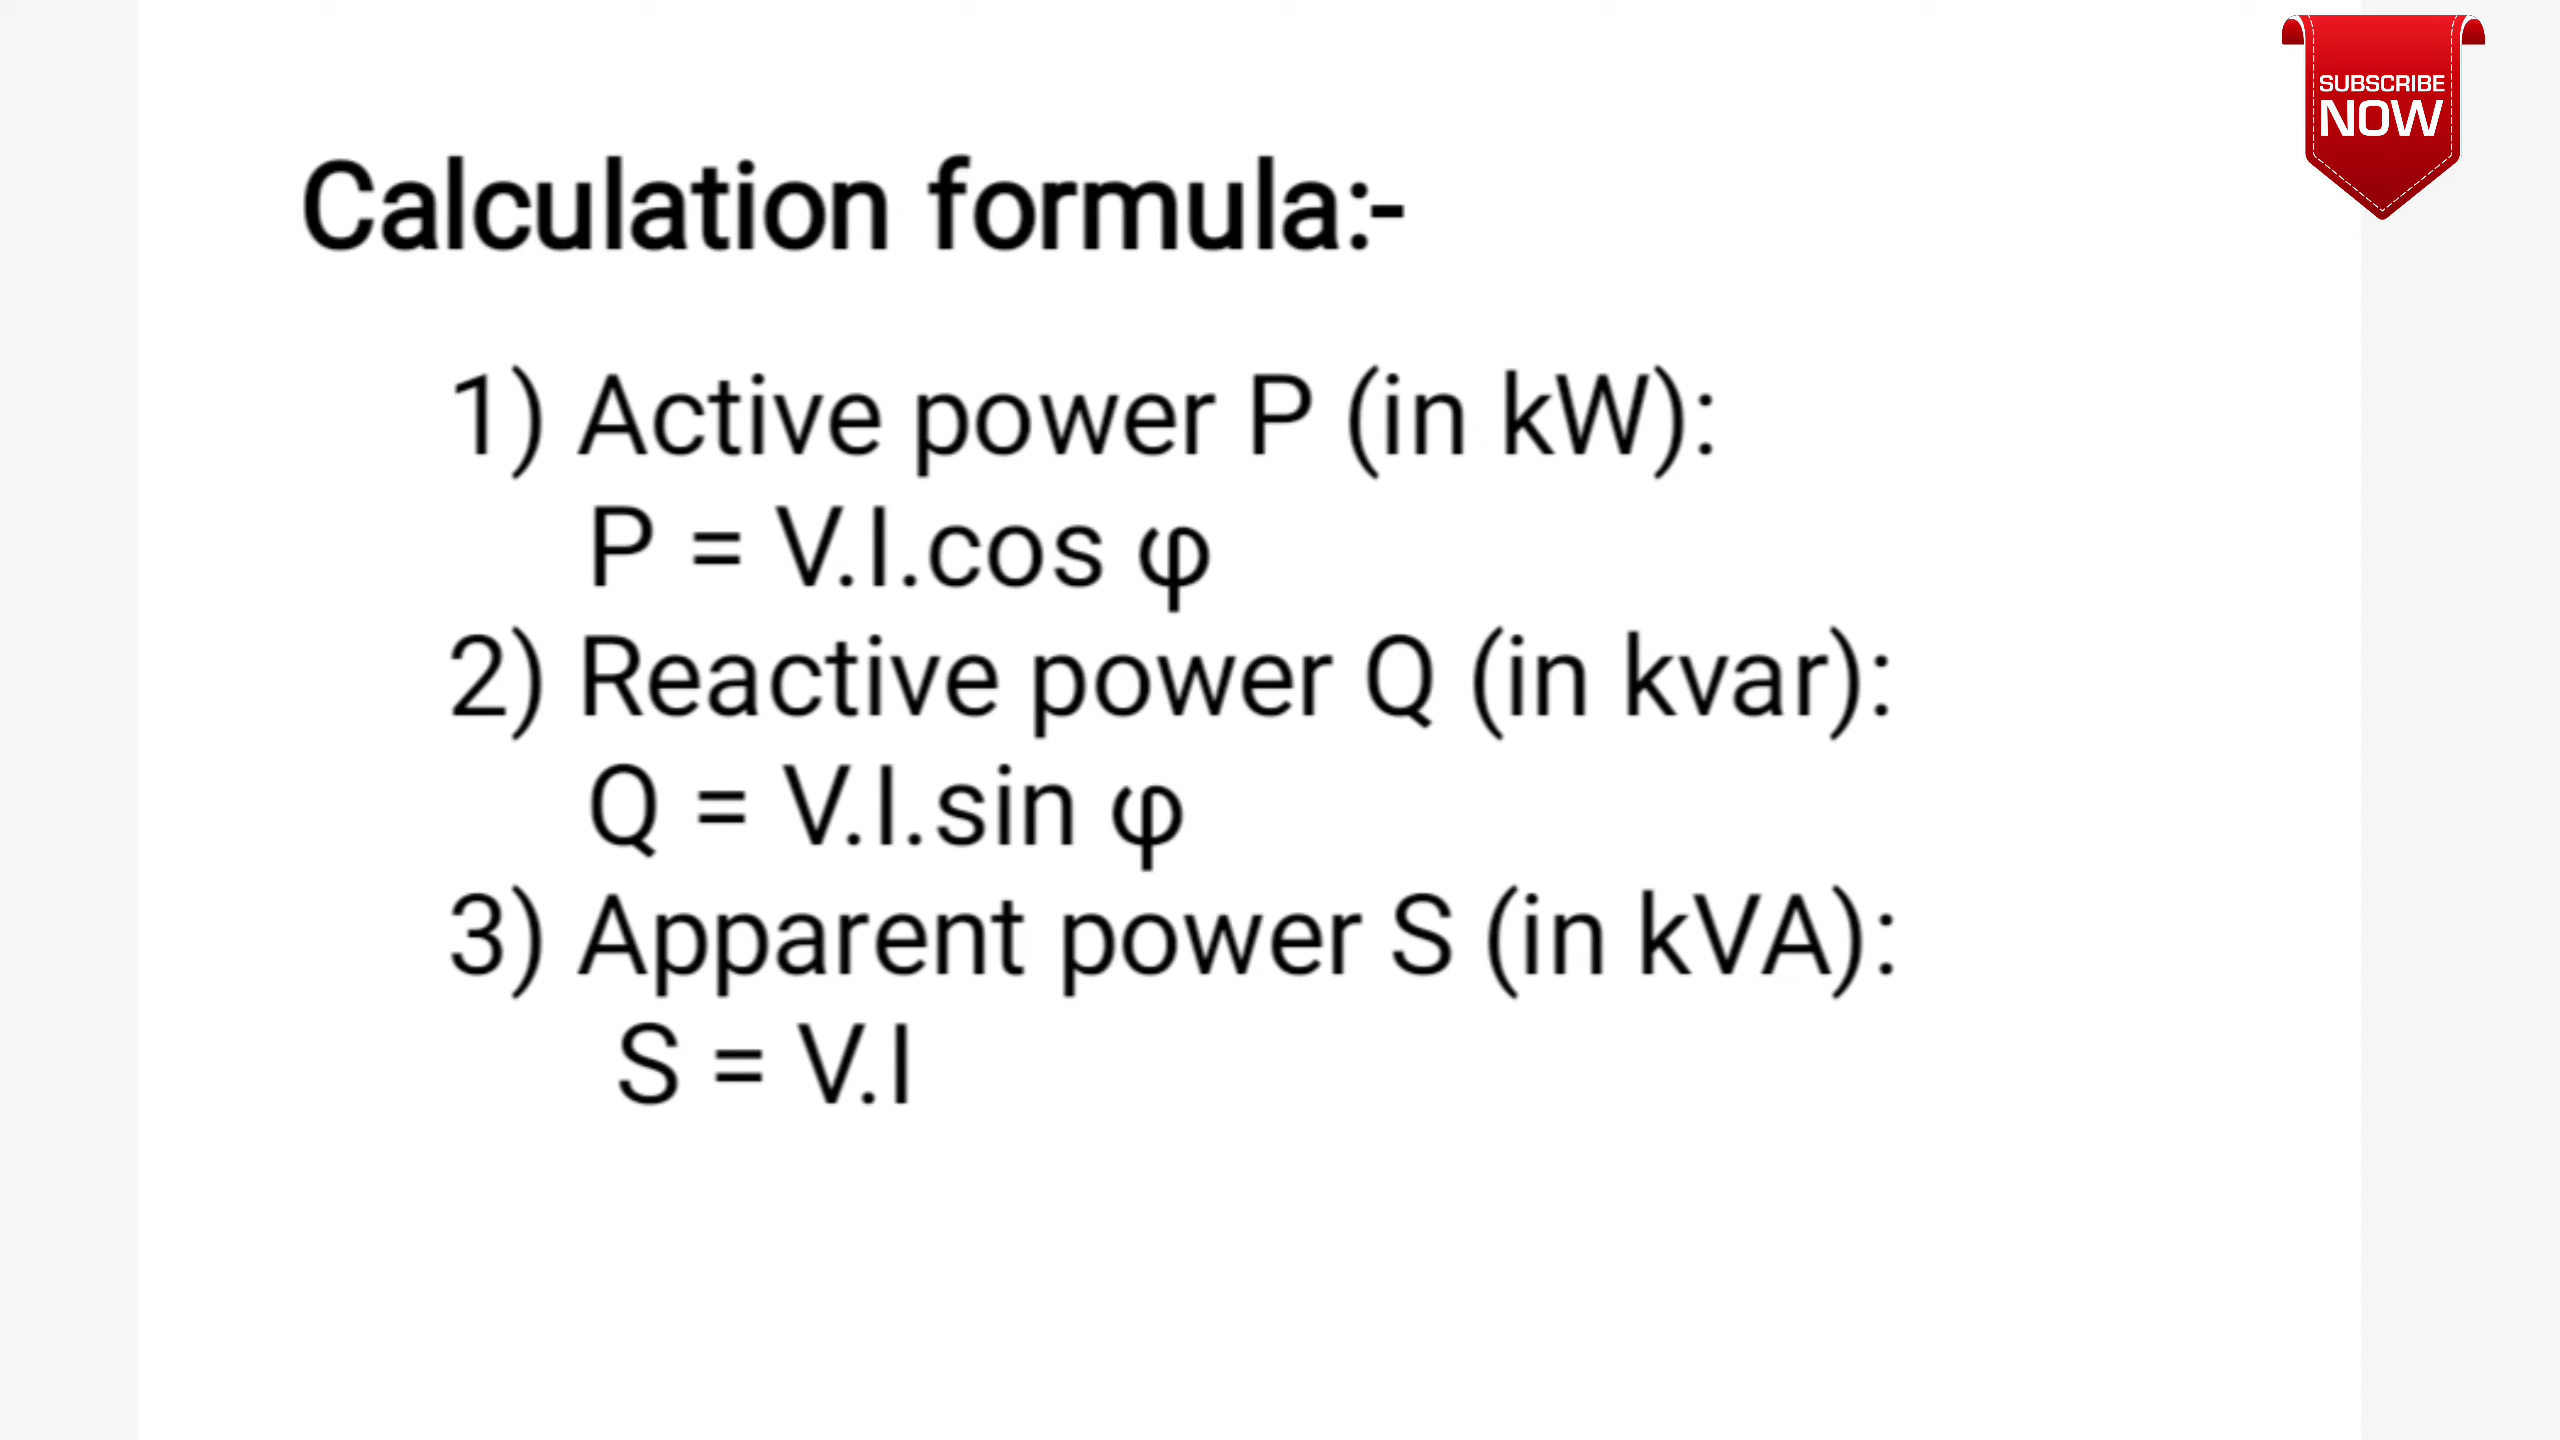 SUBSCRIBE
NOW
Calculation formula:-
1) Active power P (in kW):
P = V.I.cos φ
2) Reactive power Q (in kvar):
Q = V.I.sin φ
3) Apparent power S (in kVA):
S = V.I